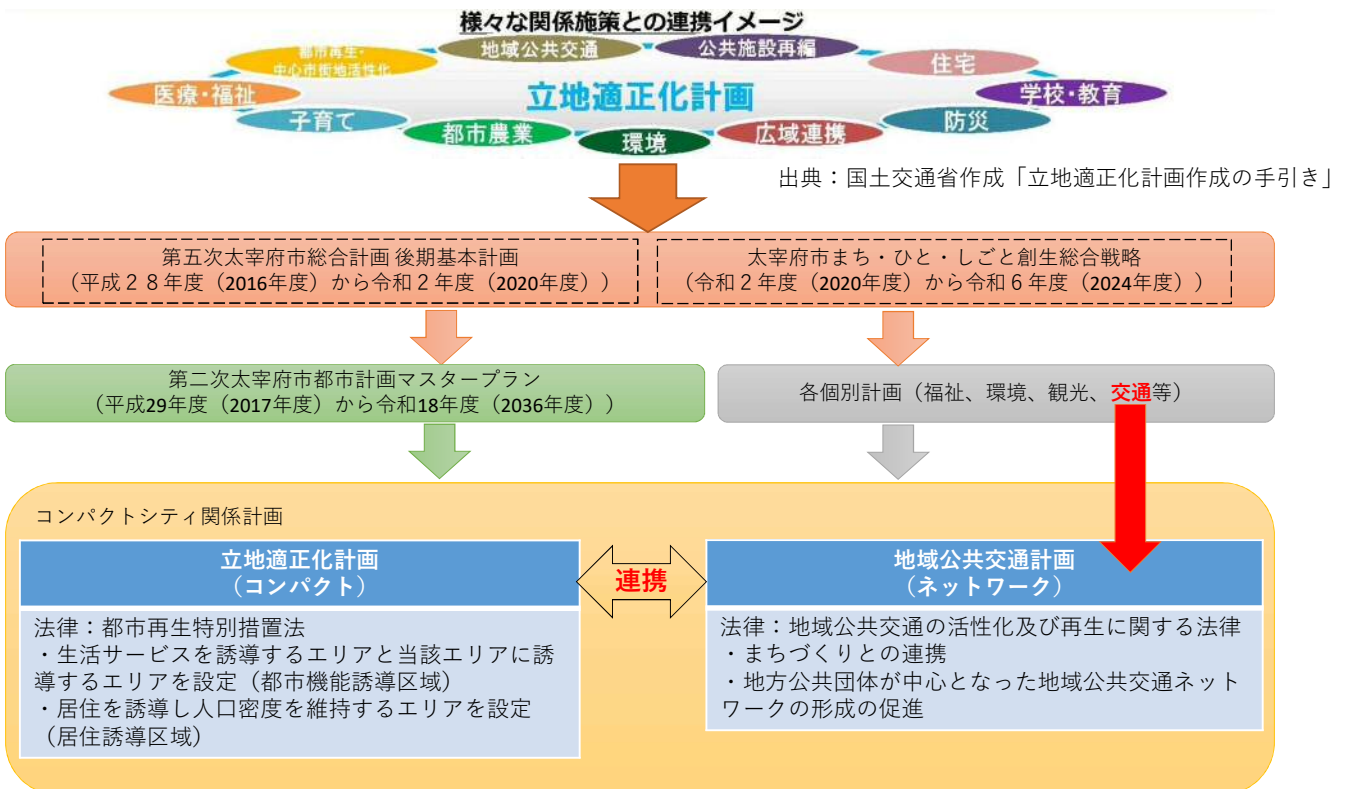 様々な関係施策との連携イメージ
都市再生・
中心市街地活性化
地域公共交通
公共施設再編
住宅
医療・福祉
立地適正化計画
学校・教育
子育て
都市農業
環境
広域連携
防災
出典：国土交通省作成「立地適正化計画作成の手引き」
第五次太宰府市総合計画 後期基本計画
（平成２８年度（2016年度）から令和２年度（2020年度））
太宰府市まち・ひと・しごと創生総合戦略
（令和２年度（2020年度）から令和６年度（2024年度））
第二次太宰府市都市計画マスタープラン
（平成29年度（2017年度）から令和18年度（2036年度））
各個別計画（福祉、環境、観光、交通等）
コンパクトシティ関係計画
立地適正化計画
（コンパクト）
法律：都市再生特別措置法
・生活サービスを誘導するエリアと当該エリアに誘
導するエリアを設定（都市機能誘導区域）
・居住を誘導し人口密度を維持するエリアを設定
（居住誘導区域）
連携
地域公共交通計画
（ネットワーク）
法律：地域公共交通の活性化及び再生に関する法律
・まちづくりとの連携
・地方公共団体が中心となった地域公共交通ネット
ワークの形成の促進